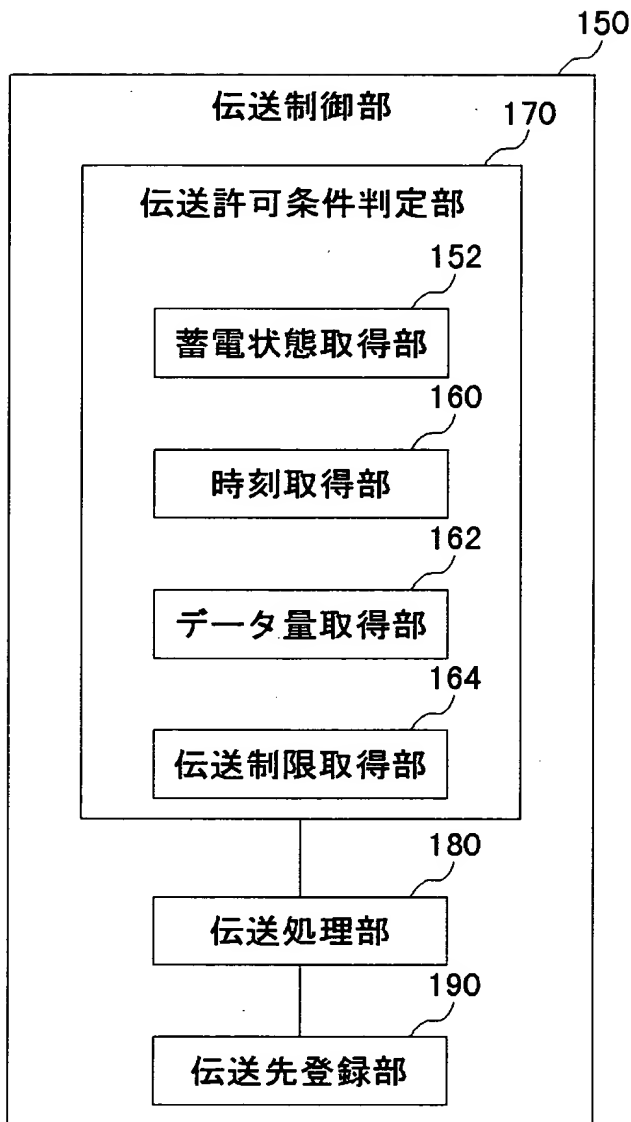 150
伝送制御部
170
伝送許可条件判定部
152
蓄電状態取得部
160
時刻取得部
162
データ量取得部
164
伝送制限取得部
180
伝送処理部
190
伝送先登録部